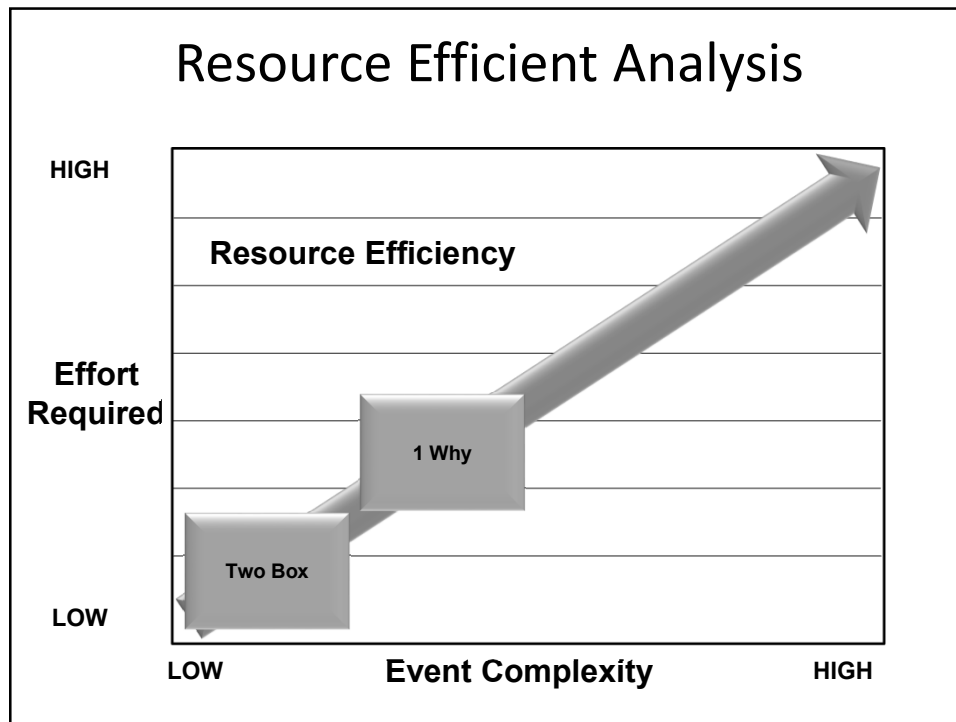 Resource Efficient Analysis
HIGH
Resource Efficiency
Effort
Required
1 Why
Two Box
LOW
LOW
Event Complexity
HIGH